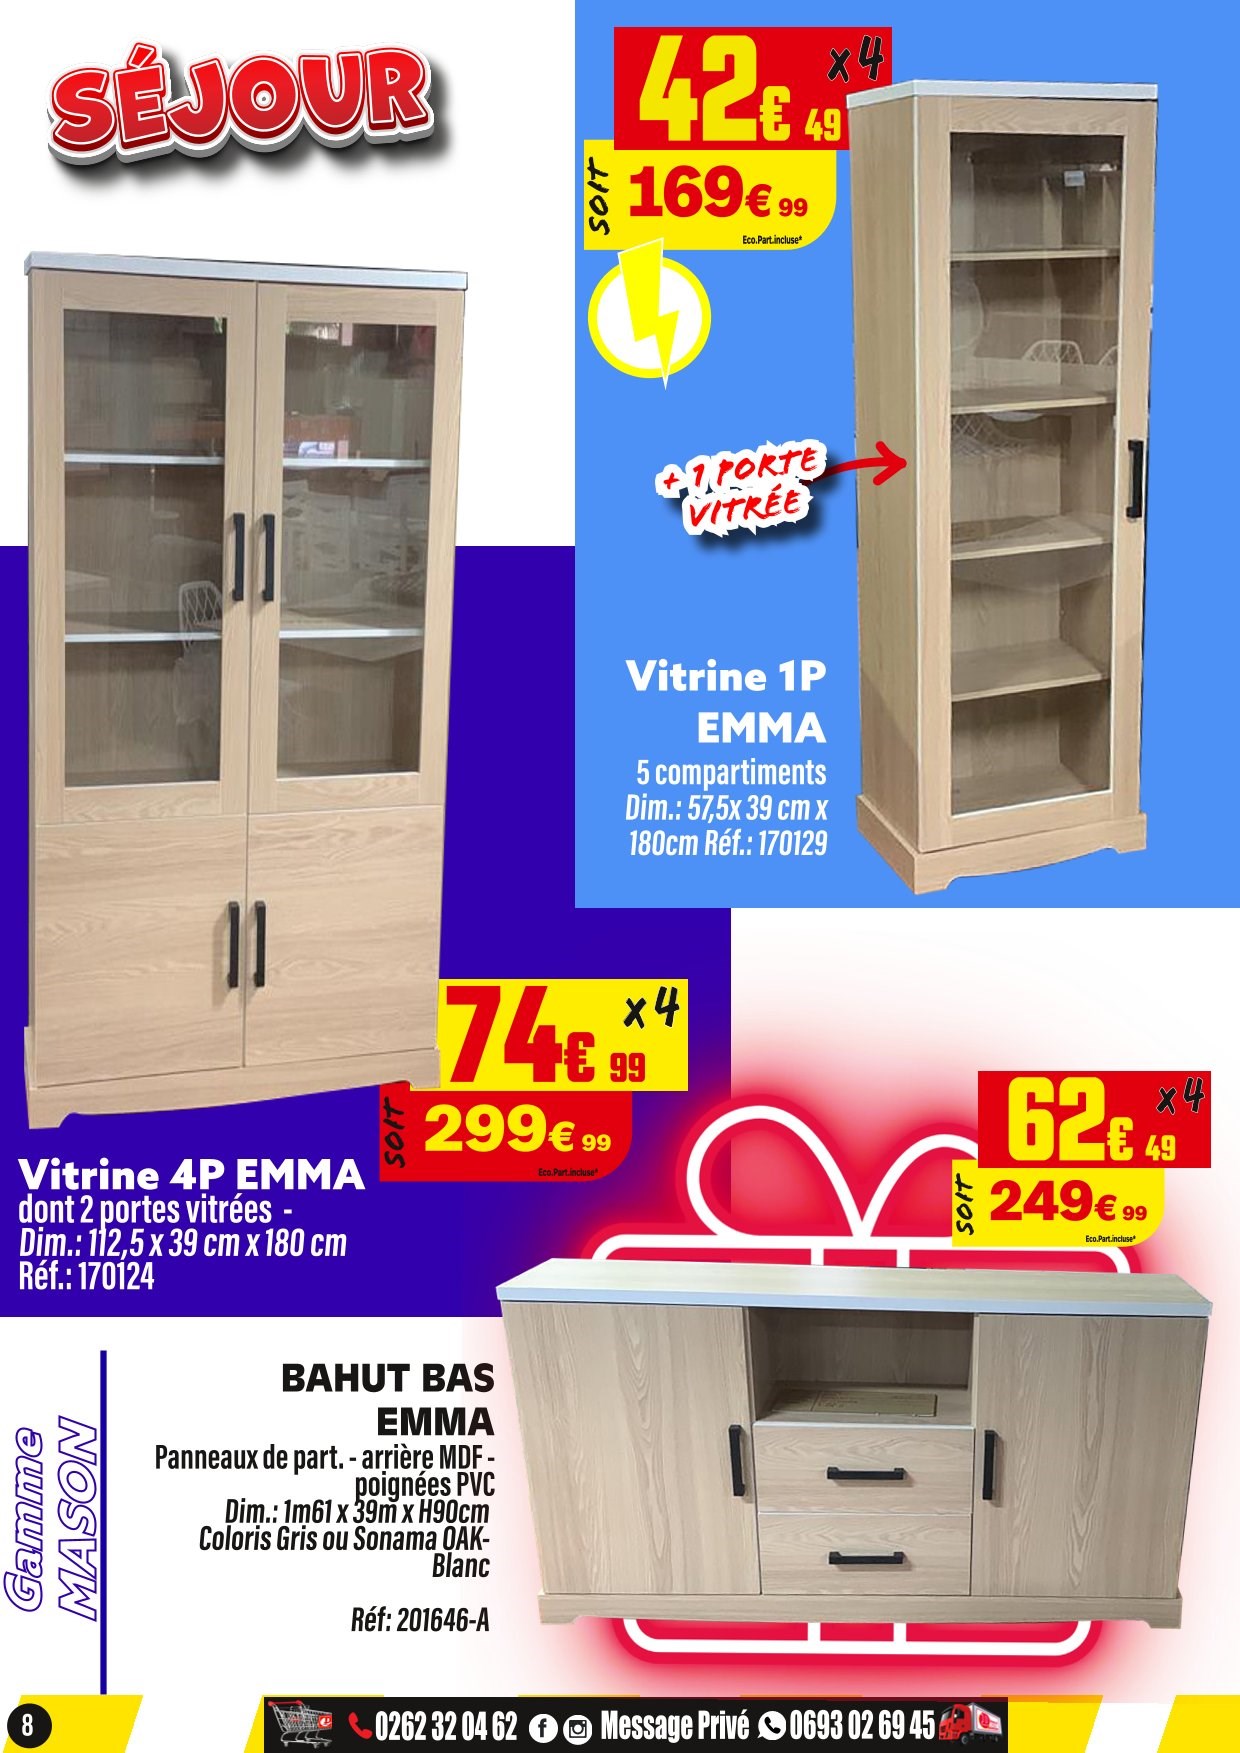 SÉJOUR
42€49 x4
SOIT 169€99
Eco.Part.incluse*
+ 1 PORTE
VITRÉE
Vitrine 1P
EMMA
5 compartiments
Dim.: 57,5x 39 cm x
180cm Réf.: 170129
74€99 x4
SOIT 299€99
Eco.Part.incluse*
Vitrine 4P EMMA
dont 2 portes vitrées -
Dim.: 112,5 x 39 cm x 180 cm
Réf.: 170124
62€49 x4
SOIT 249€99
Eco.Part.incluse*
BAHUT BAS
EMMA
Panneaux de part. - arrière MDF -
poignées PVC
Dim.: 1m61 x 39m x H90cm
Coloris Gris ou Sonama OAK-
Blanc
Réf: 201646-A
Gamme
MASON
8
0262 32 04 62 Message Privé 0693 02 69 45